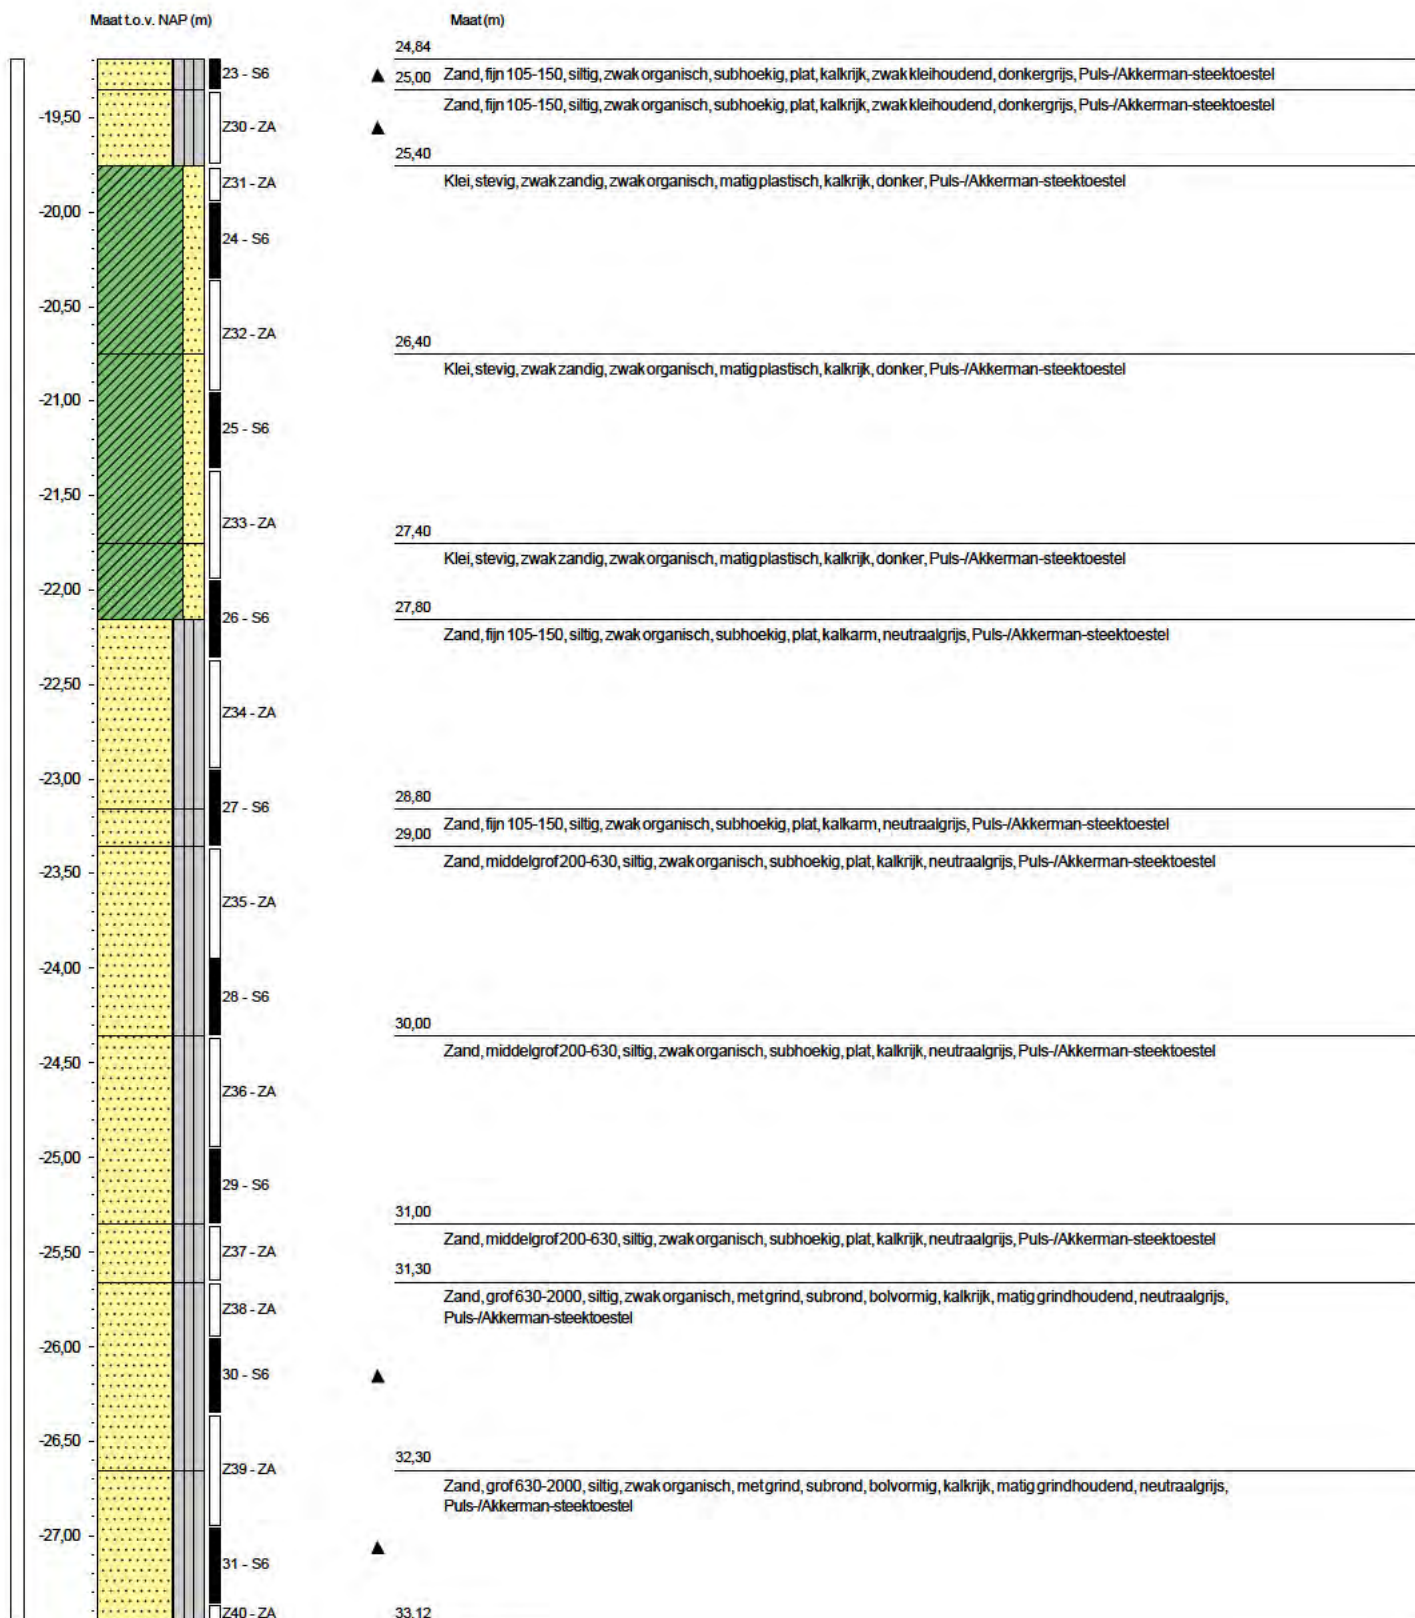 Maat t.o.v. NAP (m) Maat (m)
24,84
23 - S6
25,00 Zand, fijn 105-150, siltig, zwak organisch, subhoekig, plat, kalkrijk, zwak kleihoudend, donkergrijs, Puls-/Akkerman-steektoestel
Zand, fijn 105-150, siltig, zwak organisch, subhoekig, plat, kalkrijk, zwak kleihoudend, donkergrijs, Puls-/Akkerman-steektoestel
-19,50
Z30 - ZA
25,40
Z31 - ZA
Klei, stevig, zwak zandig, zwak organisch, matig plastisch, kalkrijk, donker, Puls-/Akkerman-steektoestel
-20,00
24 - S6
-20,50
Z32 - ZA
26,40
Klei, stevig, zwak zandig, zwak organisch, matig plastisch, kalkrijk, donker, Puls-/Akkerman-steektoestel
-21,00
25 - S6
-21,50
Z33 - ZA
27,40
Klei, stevig, zwak zandig, zwak organisch, matig plastisch, kalkrijk, donker, Puls-/Akkerman-steektoestel
-22,00
27,80
26 - S6
Zand, fijn 105-150, siltig, zwak organisch, subhoekig, plat, kalkarm, neutraalgrijs, Puls-/Akkerman-steektoestel
-22,50
Z34 - ZA
-23,00
28,80
27 - S6
Zand, fijn 105-150, siltig, zwak organisch, subhoekig, plat, kalkarm, neutraalgrijs, Puls-/Akkerman-steektoestel
29,00
Zand, middelgrof 200-630, siltig, zwak organisch, subhoekig, plat, kalkrijk, neutraalgrijs, Puls-/Akkerman-steektoestel
-23,50
Z35 - ZA
-24,00
28 - S6
30,00
Zand, middelgrof 200-630, siltig, zwak organisch, subhoekig, plat, kalkrijk, neutraalgrijs, Puls-/Akkerman-steektoestel
-24,50
Z36 - ZA
-25,00
29 - S6
31,00
Zand, middelgrof 200-630, siltig, zwak organisch, subhoekig, plat, kalkrijk, neutraalgrijs, Puls-/Akkerman-steektoestel
-25,50
Z37 - ZA
31,30
Zand, grof 630-2000, siltig, zwak organisch, met grind, subrond, bolvormig, kalkrijk, matig grindhoudend, neutraalgrijs,
Puls-/Akkerman-steektoestel
Z38 - ZA
-26,00
30 - S6
-26,50
32,30
Z39 - ZA
Zand, grof 630-2000, siltig, zwak organisch, met grind, subrond, bolvormig, kalkrijk, matig grindhoudend, neutraalgrijs,
Puls-/Akkerman-steektoestel
-27,00
31 - S6
Z40 - ZA
33,12